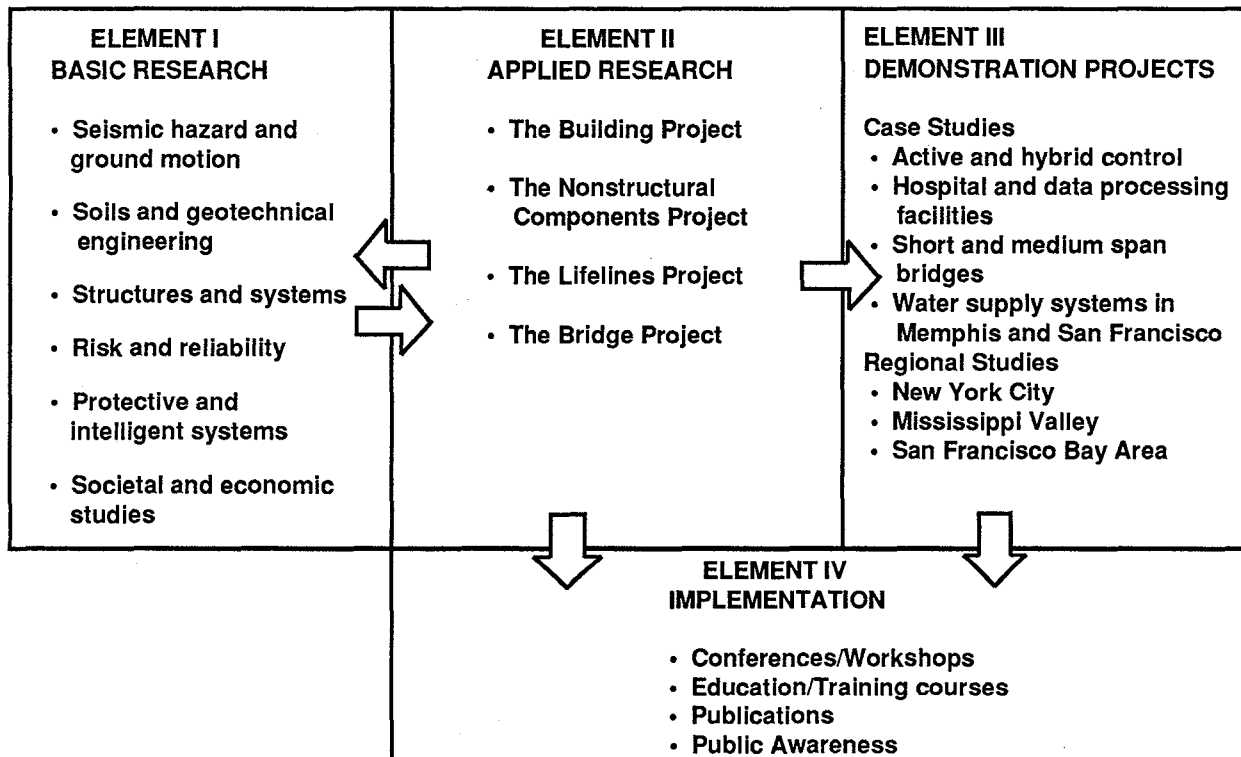 ELEMENT I
BASIC RESEARCH
• Seismic hazard and
ground motion
• Soils and geotechnical
engineering
• Structures and systems
• Risk and reliability
• Protective and
intelligent systems
• Societal and economic
studies
ELEMENT II
APPLIED RESEARCH
• The Building Project
• The Nonstructural
Components Project
• The Lifelines Project
• The Bridge Project
ELEMENT III
DEMONSTRATION PROJECTS
Case Studies
• Active and hybrid control
• Hospital and data processing
facilities
• Short and medium span
bridges
• Water supply systems in
Memphis and San Francisco
Regional Studies
• New York City
• Mississippi Valley
• San Francisco Bay Area
ELEMENT IV
IMPLEMENTATION
• Conferences/Workshops
• Education/Training courses
• Publications
• Public Awareness